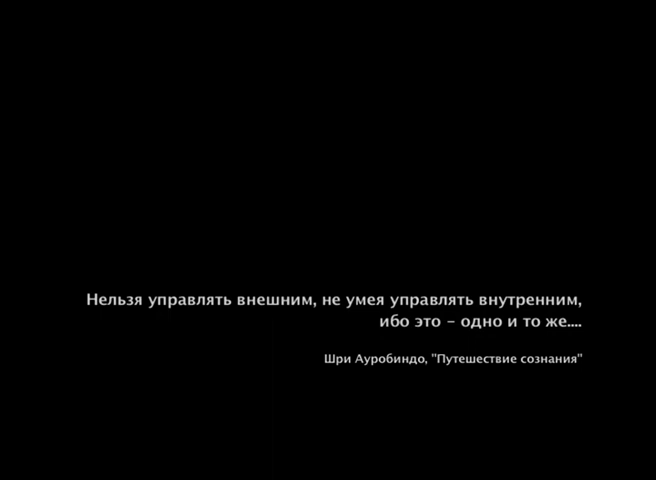 Нельзя управлять внешним, не умея управлять внутренним,
ибо это – одно и то же....
Шри Ауробиндо, "Путешествие сознания"